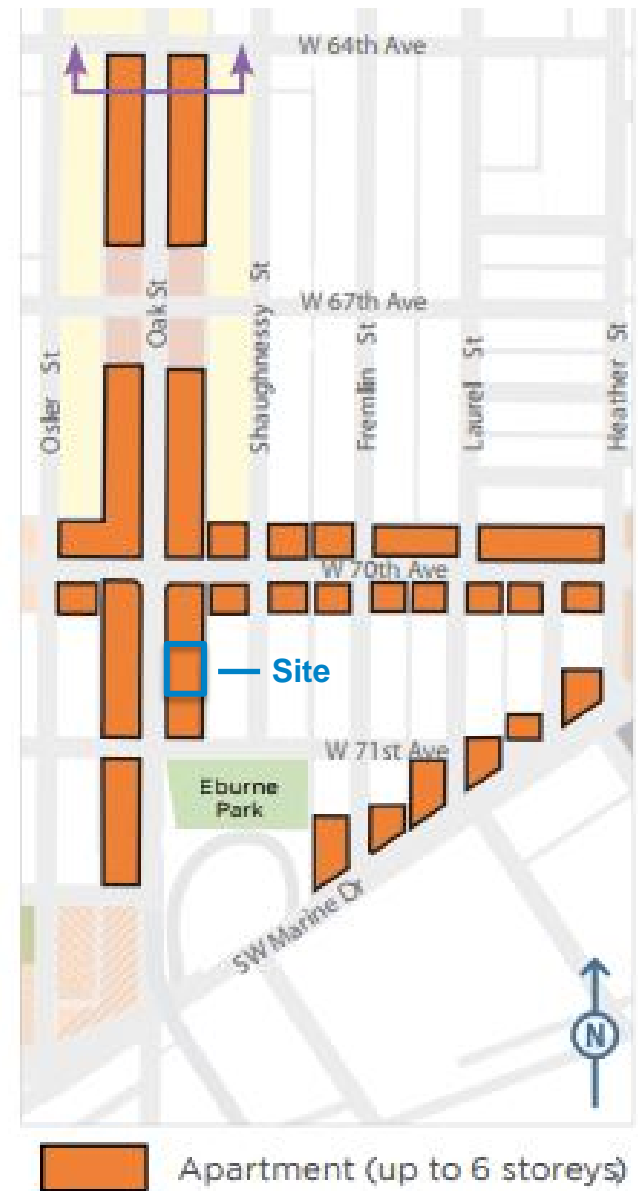 W 64th Ave
W 67th Ave
Oak St
Osler St
Shaughnessy St
Fremlin St
Laurel St
Heather St
W 70th Ave
Site
W 71st Ave
Eburne
Park
SW Marine Dr
N
Apartment (up to 6 storeys)